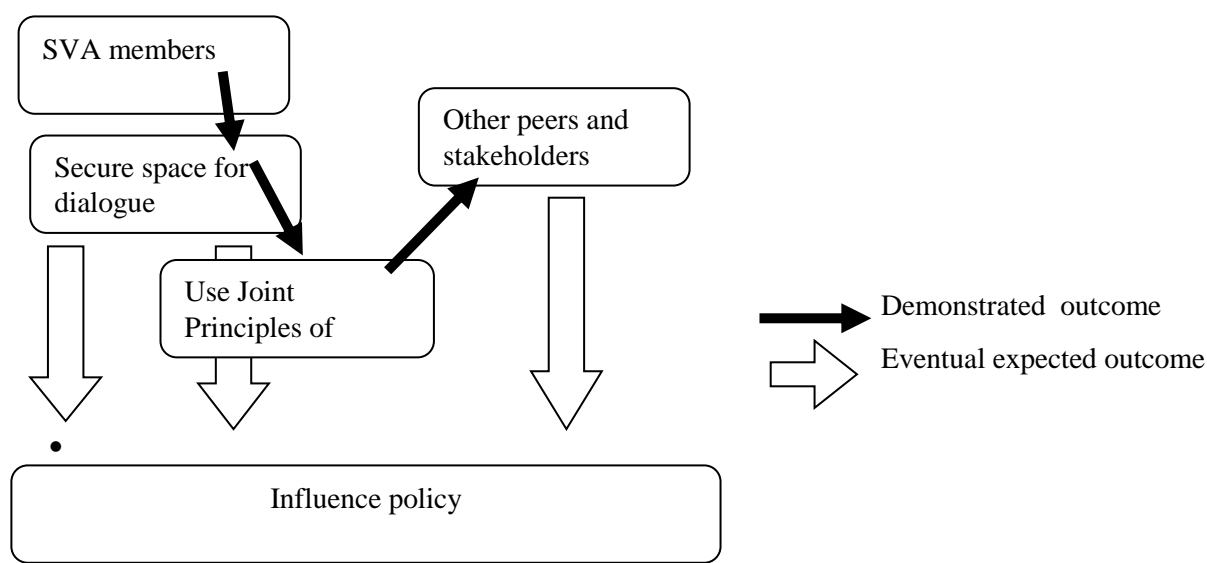 SVA members
Secure space for
dialogue
Use Joint
Principles of
Other peers and
stakeholders
Demonstrated outcome
Eventual expected outcome
•
Influence policy